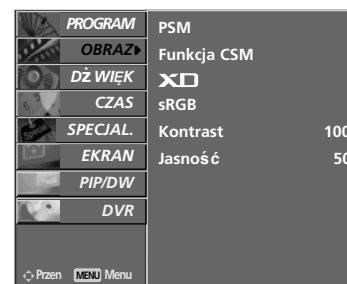 PROGRAM
OBRAZ
DŹWIĘK
CZAS
SPECJAL.
EKRAN
PIP/DW
DVR
Przen MENU Menu
PSM
Funkcja CSM
XD
sRGB
Kontrast 100
Jasność 50